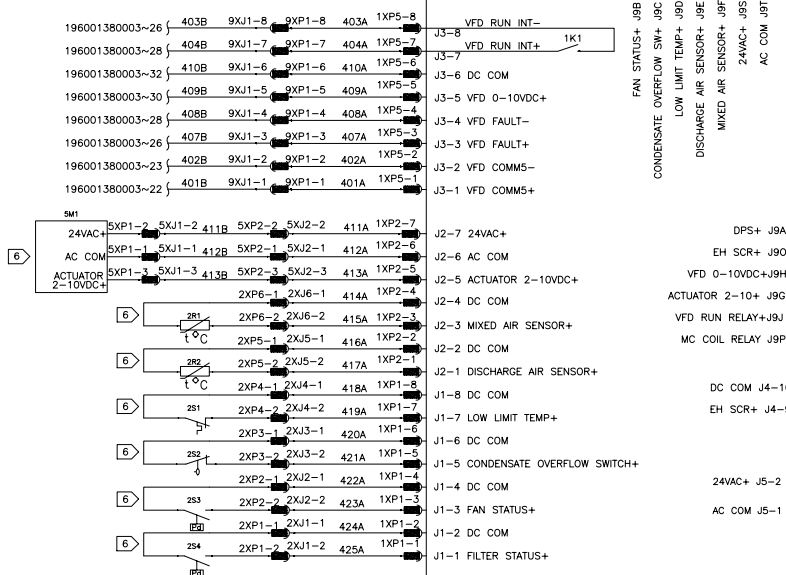 196001380003~26 403B 9XJ1-8 9XP1-8 403A 1XP5-8 J3-8 VFD RUN INT-
196001380003~28 404B 9XJ1-7 9XP1-7 404A 1XP5-7 J3-7 VFD RUN INT+ 1K1
196001380003~32 410B 9XJ1-6 9XP1-6 410A 1XP5-6 J3-6 DC COM
196001380003~30 409B 9XJ1-5 9XP1-5 409A 1XP5-5 J3-5 VFD 0-10VDC+
196001380003~28 408B 9XJ1-4 9XP1-4 408A 1XP5-4 J3-4 VFD FAULT-
196001380003~26 407B 9XJ1-3 9XP1-3 407A 1XP5-3 J3-3 VFD FAULT+
196001380003~23 402B 9XJ1-2 9XP1-2 402A 1XP5-2 J3-2 VFD COMM5-
196001380003~22 401B 9XJ1-1 9XP1-1 401A 1XP5-1 J3-1 VFD COMM5+
FAN STATUS+ J9B
CONDENSATE OVERFLOW SW+ J9C
LOW LIMIT TEMP+ J9D
DISCHARGE AIR SENSOR+ J9E
MIXED AIR SENSOR+ J9F
24VAC+ J9S
AC COM J9T
5M1
24VAC+ 5XP1-2 5XJ1-2 411B 5XP2-2 5XJ2-2 411A 1XP2-7 J2-7 24VAC+
6 AC COM 5XP1-1 5XJ1-1 412B 5XP2-1 5XJ2-1 412A 1XP2-6 J2-6 AC COM
ACTUATOR 2-10VDC+ 5XP1-3 5XJ1-3 413B 5XP2-3 5XJ2-3 413A 1XP2-5 J2-5 ACTUATOR 2-10VDC+
2XP6-1 2XJ6-1 414A 1XP2-4 J2-4 DC COM
6 2R1 t°C 2XP6-2 2XJ6-2 415A 1XP2-3 J2-3 MIXED AIR SENSOR+
2XP5-1 2XJ5-1 416A 1XP2-2 J2-2 DC COM
6 2R2 t°C 2XP5-2 2XJ5-2 417A 1XP2-1 J2-1 DISCHARGE AIR SENSOR+
2XP4-1 2XJ4-1 418A 1XP1-8 J1-8 DC COM
6 2S1 2XP4-2 2XJ4-2 419A 1XP1-7 J1-7 LOW LIMIT TEMP+
2XP3-1 2XJ3-1 420A 1XP1-6 J1-6 DC COM
6 2S2 2XP3-2 2XJ3-2 421A 1XP1-5 J1-5 CONDENSATE OVERFLOW SWITCH+
2XP2-1 2XJ2-1 422A 1XP1-4 J1-4 DC COM
6 2S3 Pd 2XP2-2 2XJ2-2 423A 1XP1-3 J1-3 FAN STATUS+
2XP1-1 2XJ1-1 424A 1XP1-2 J1-2 DC COM
6 2S4 Pd 2XP1-2 2XJ1-2 425A 1XP1-1 J1-1 FILTER STATUS+
DPS+ J9A
EH SCR+ J9O
VFD 0-10VDC+J9H
ACTUATOR 2-10+ J9G
VFD RUN RELAY+J9J
MC COIL RELAY J9P
DC COM J4-10
EH SCR+ J4-9
24VAC+ J5-2
AC COM J5-1